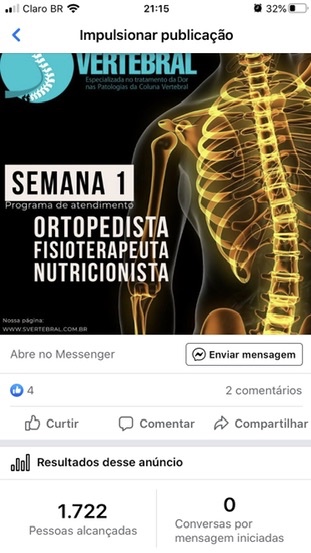 Claro BR
21:15
32%
Impulsionar publicação
VERTEBRAL
Especializada no tratamento da Dor
nas Patologias da Coluna Vertebral
SEMANA 1
Programa de atendimento
ORTOPEDISTA
FISIOTERAPEUTA
NUTRICIONISTA
Nossa página:
WWW.SVERTEBRAL.COM.BR
Abre no Messenger
Enviar mensagem
4
2 comentários
Curtir
Comentar
Compartilhar
Resultados desse anúncio
1.722
Pessoas alcançadas
0
Conversas por
mensagem iniciadas